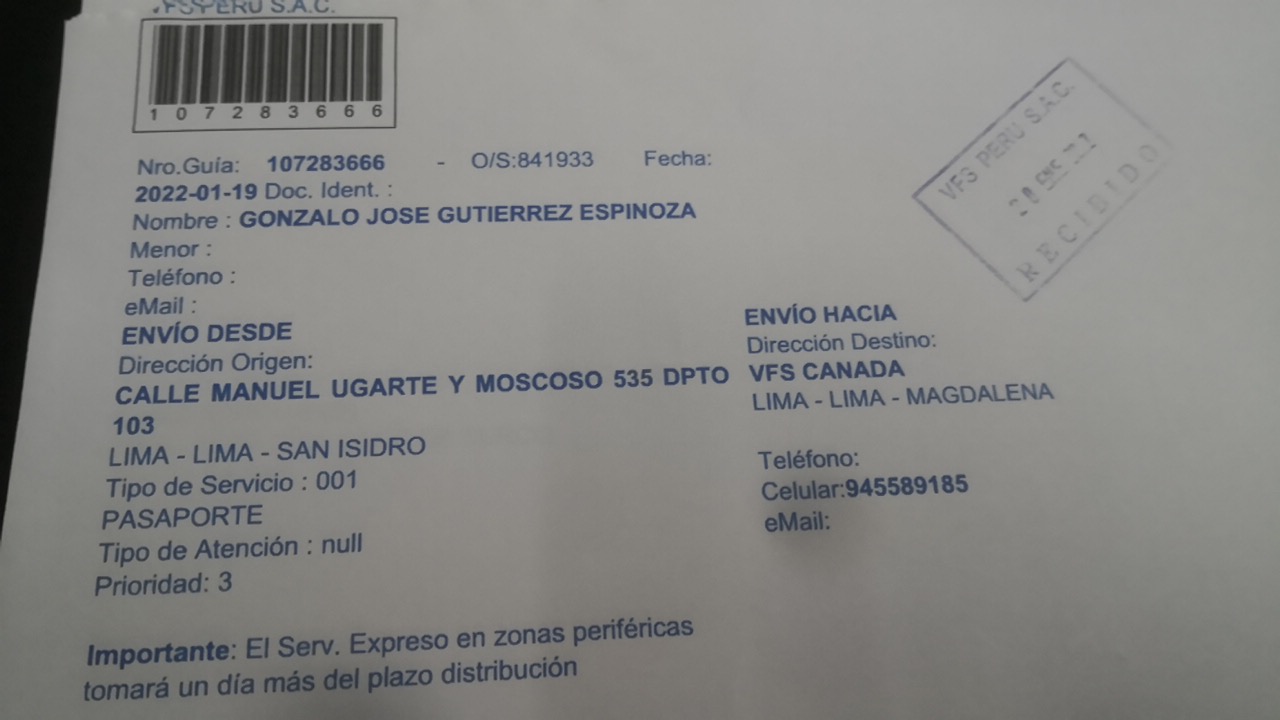 VFS PERU S.A.C.
107283666
Nro.Guía: 107283666 - O/S:841933 Fecha:
2022-01-19 Doc. Ident. :
Nombre : GONZALO JOSE GUTIERREZ ESPINOZA
Menor :
Teléfono :
eMail :
ENVÍO DESDE
Dirección Origen:
CALLE MANUEL UGARTE Y MOSCOSO 535 DPTO
103
LIMA - LIMA - SAN ISIDRO
Tipo de Servicio : 001
PASAPORTE
Tipo de Atención : null
Prioridad: 3
ENVÍO HACIA
Dirección Destino:
VFS CANADA
LIMA - LIMA - MAGDALENA
Teléfono:
Celular:945589185
eMail:
Importante: El Serv. Expreso en zonas periféricas
tomará un día más del plazo distribución
VFS PERU S.A.C.
RECIBIDO